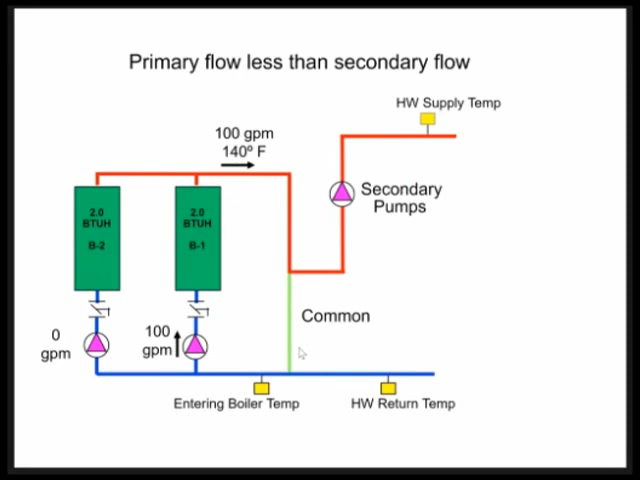 Primary flow less than secondary flow
HW Supply Temp
100 gpm
140º F
Secondary
Pumps
2.0
BTUH
B-2
2.0
BTUH
B-1
Common
0
gpm
100
gpm
Entering Boiler Temp
HW Return Temp